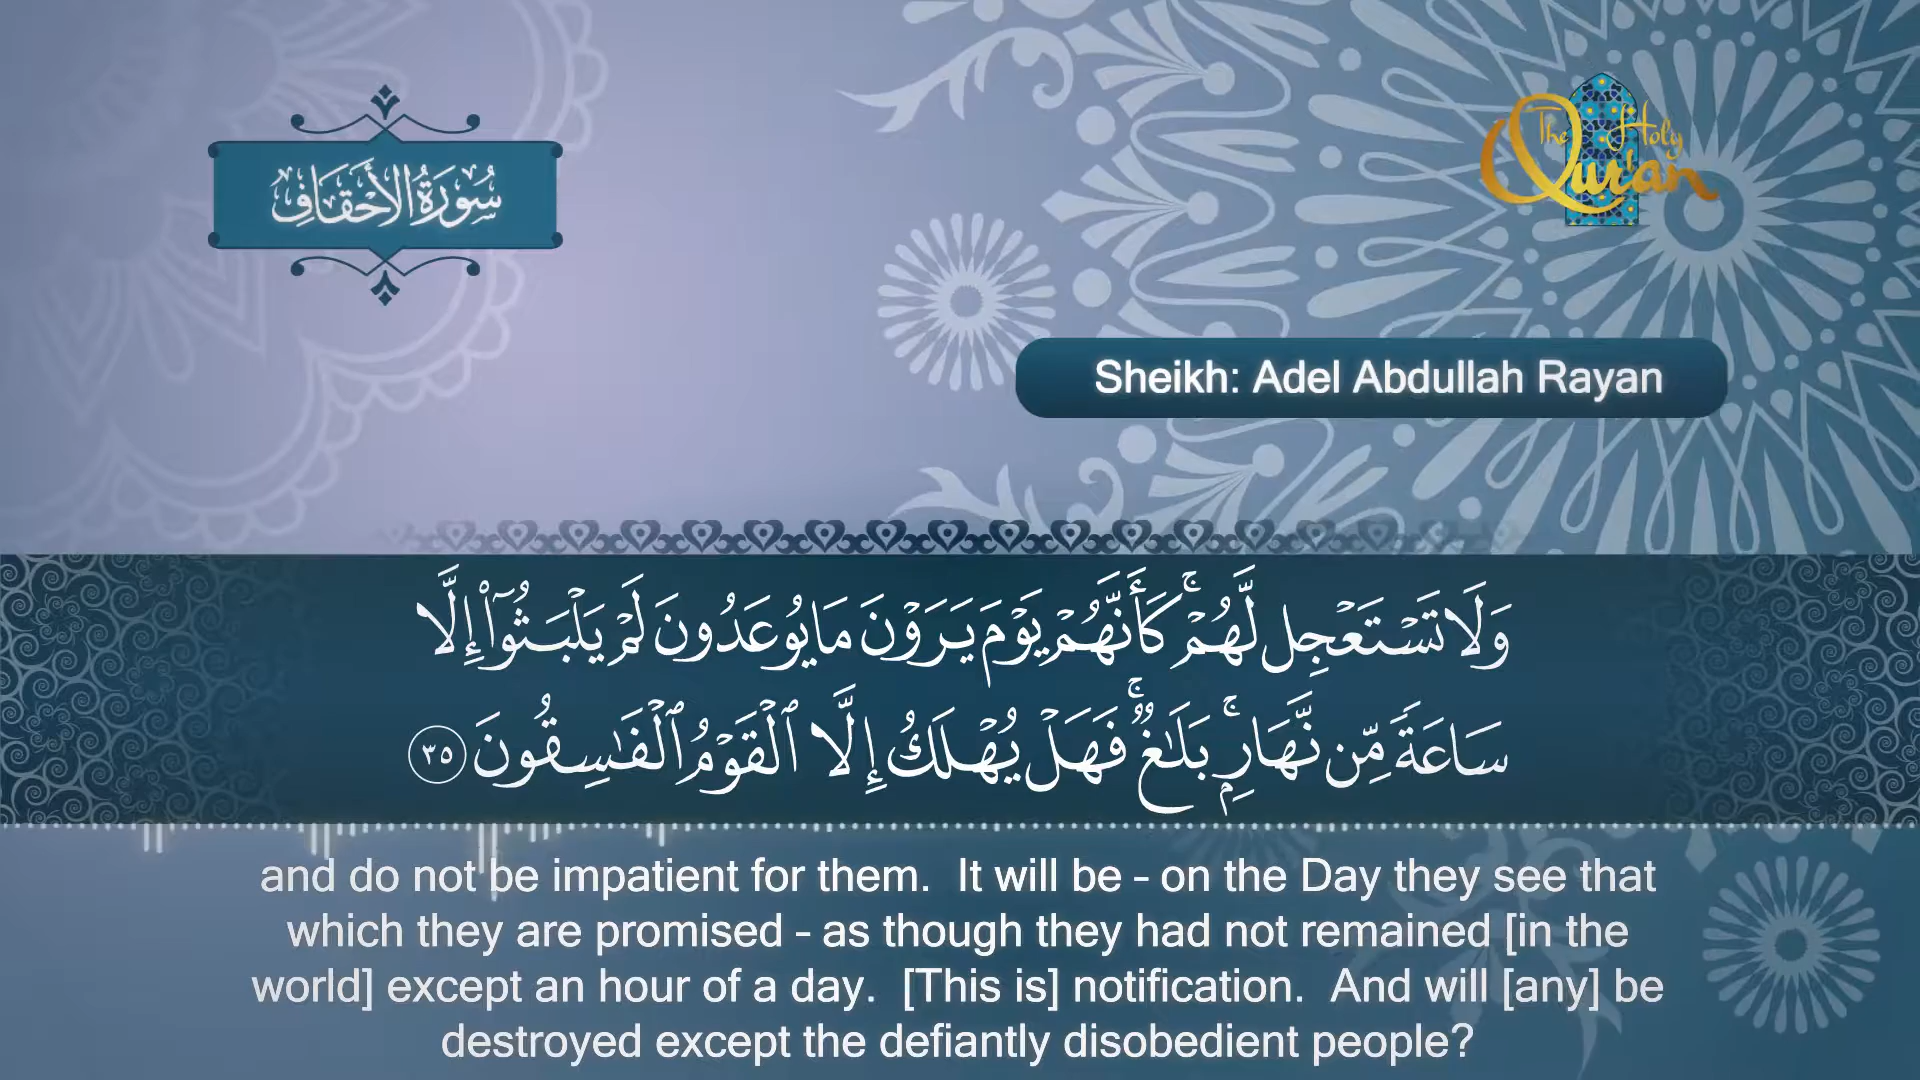 سُورَةُ الأَحْقَافِ
The Holy
Qur'an
Sheikh: Adel Abdullah Rayan
وَلَا تَسْتَعْجِل لَّهُمْ ۚ كَأَنَّهُمْ يَوْمَ يَرَوْنَ مَا يُوعَدُونَ لَمْ يَلْبَثُوٓا۟ إِلَّا
سَاعَةً مِّن نَّهَارٍۭ ۚ بَلَٰغٌ ۚ فَهَلْ يُهْلَكُ إِلَّا ٱلْقَوْمُ ٱلْفَٰسِقُونَ ٣٥
and do not be impatient for them. It will be - on the Day they see that
which they are promised - as though they had not remained [in the
world] except an hour of a day. [This is] notification. And will [any] be
destroyed except the defiantly disobedient people?